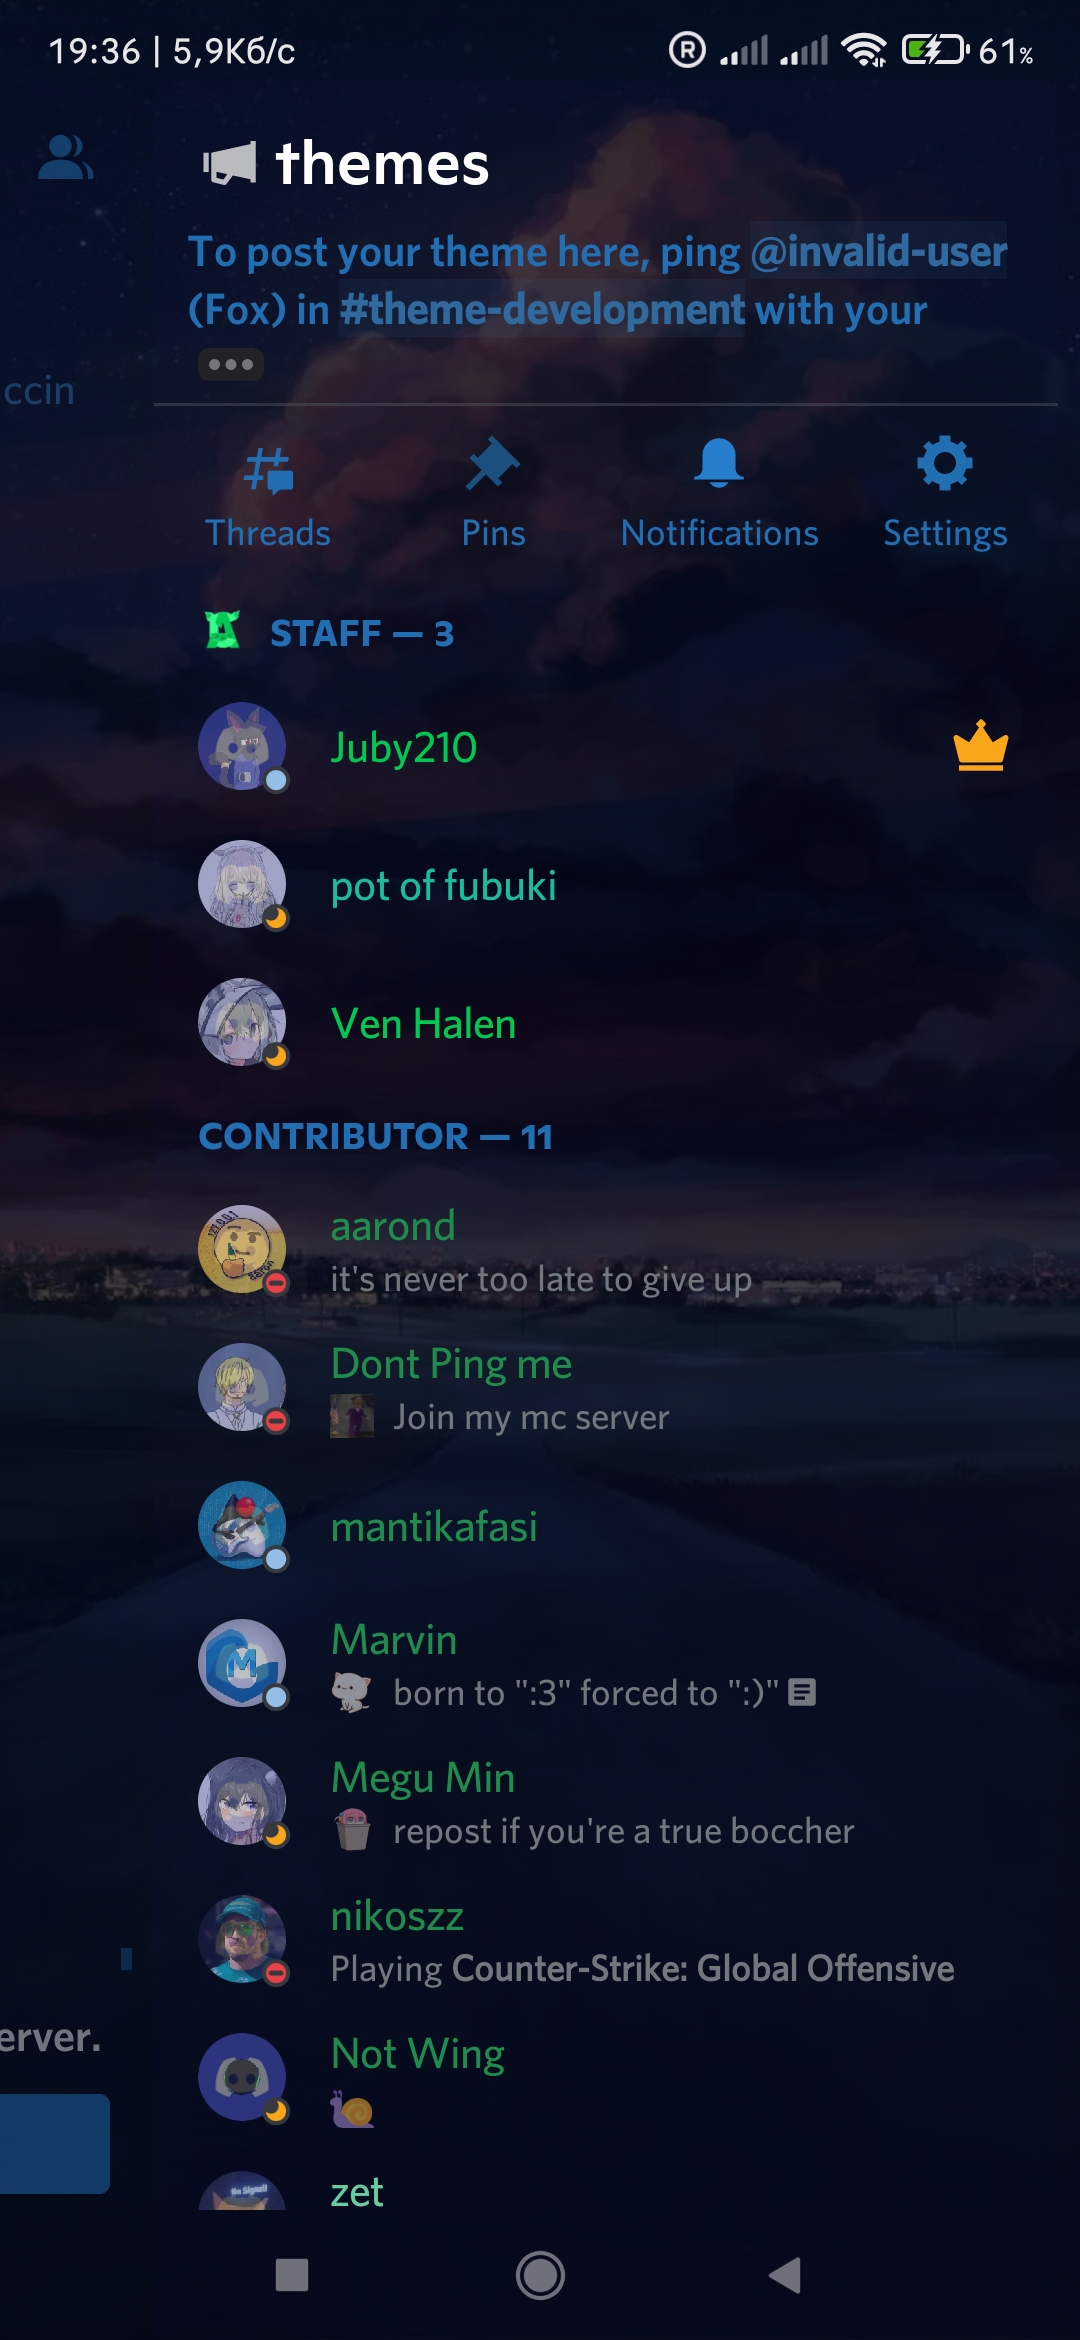 19:36 | 5,9Кб/с
61%
themes
To post your theme here, ping @invalid-user
(Fox) in #theme-development with your
ccin
Threads
Pins
Notifications
Settings
STAFF — 3
Juby210
pot of fubuki
Ven Halen
CONTRIBUTOR — 11
aarond
it's never too late to give up
Dont Ping me
Join my mc server
mantikafasi
Marvin
born to ":3" forced to ":)"
Megu Min
repost if you're a true boccher
nikoszz
Playing Counter-Strike: Global Offensive
erver.
Not Wing
zet
No Signal!